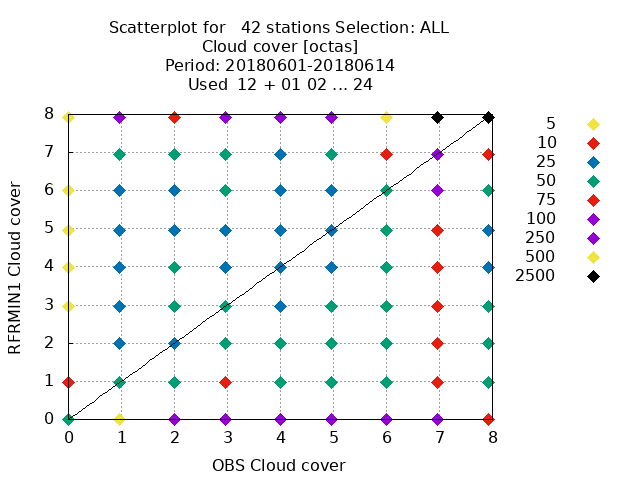 Scatterplot for 42 stations Selection: ALL
Cloud cover [octas]
Period: 20180601-20180614
Used 12 + 01 02 ... 24
RFRMIN1 Cloud cover
8
7
6
5
4
3
2
1
0
0 1 2 3 4 5 6 7 8
OBS Cloud cover
5
10
25
50
75
100
250
500
2500